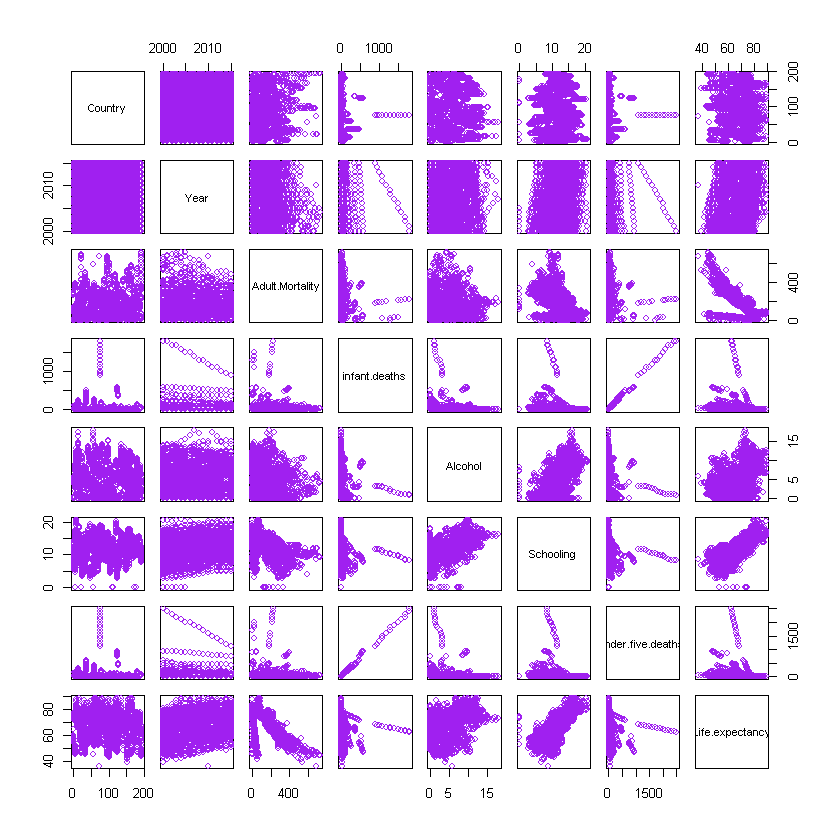 2000 2010 0 1000 0 5 10 20 40 60 80
Country
0 100 200
2000 2010
Year
Adult.Mortality
0 400
0 1000
infant.deaths
Alcohol
0 5 15
0 10 20
Schooling
nder.five.deaths
0 1500
40 60 80
Life.expectancy
0 100 200 0 400 0 5 15 0 1500